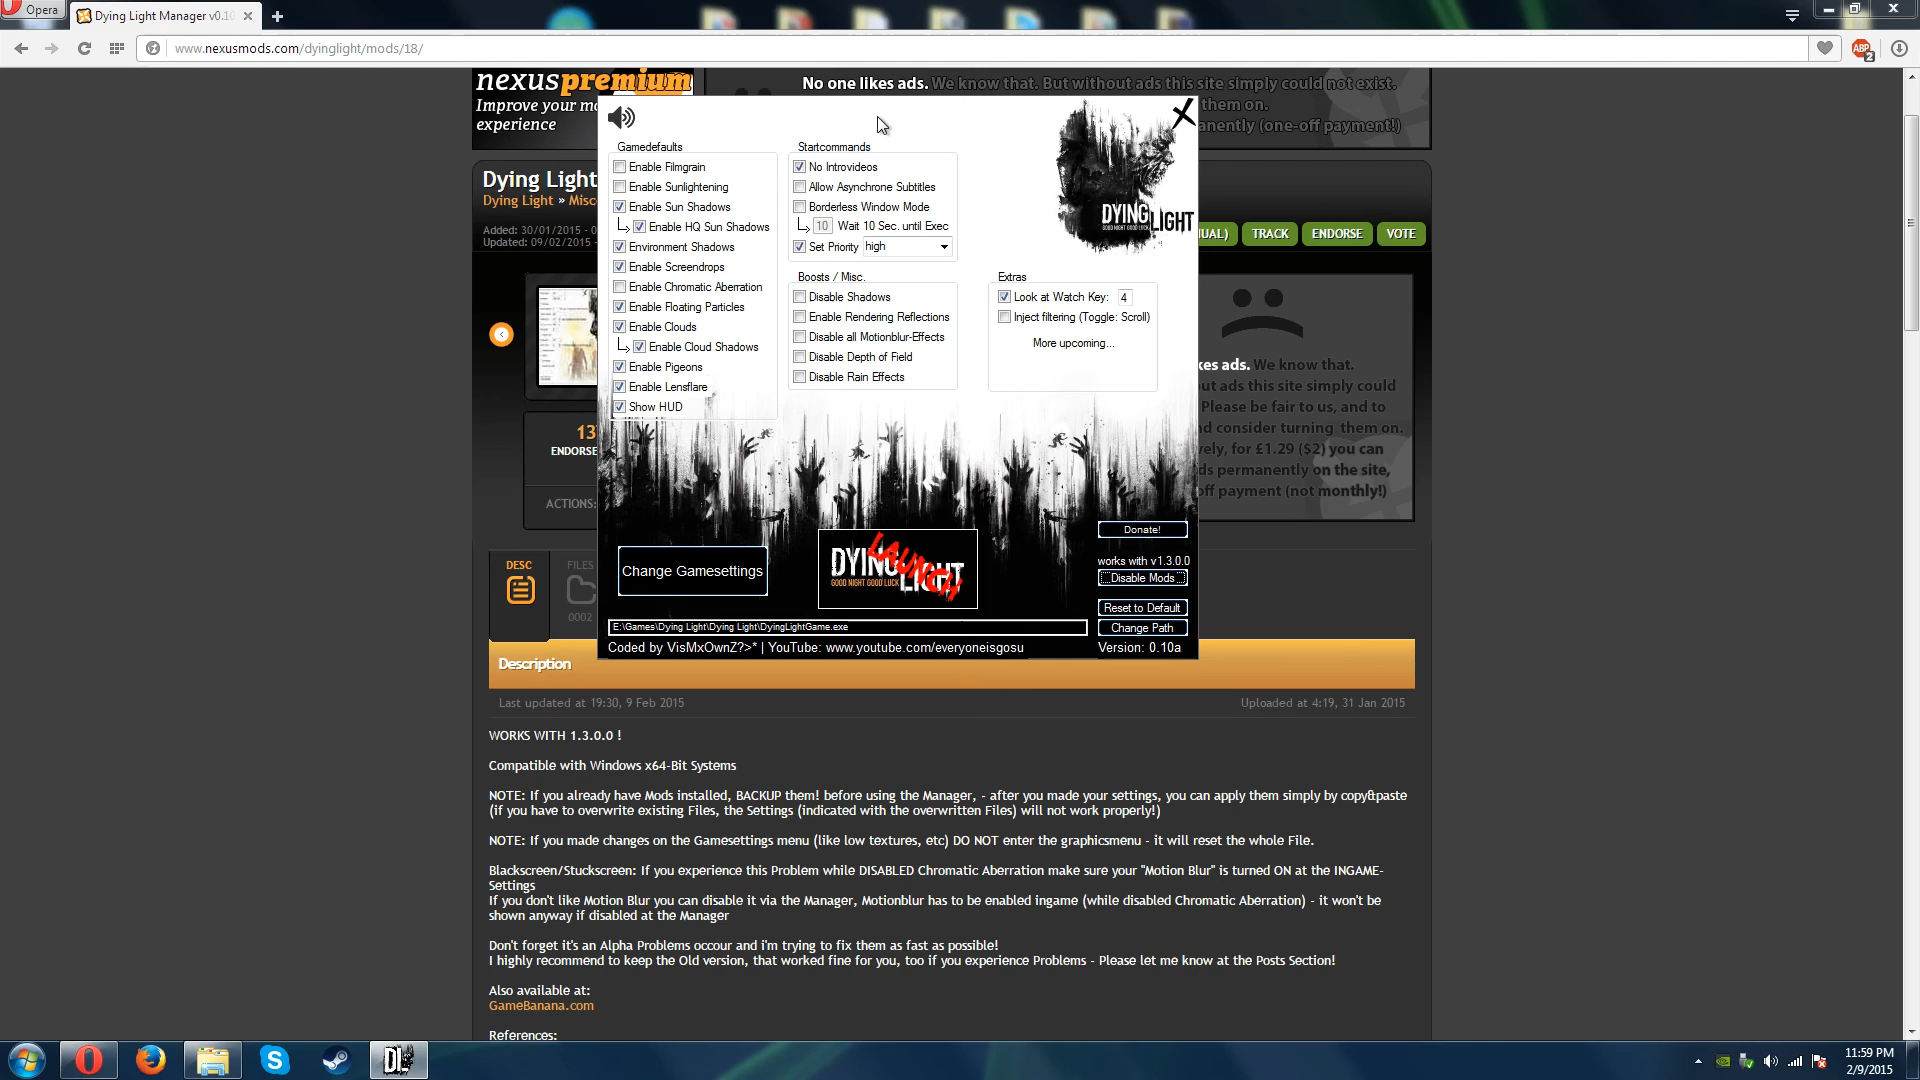 Opera
Dying Light Manager v0.10
www.nexusmods.com/dyinglight/mods/18/
ABP
2
nexuspremium
Improve your mo
experience
No one likes ads. We know that. But without ads this site simply could not exist.
them on.
anently (one-off payment!)
Dying Light
Dying Light » Misc
Added: 30/01/2015 - 0
Updated: 09/02/2015 -
UAL)
TRACK
ENDORSE
VOTE
Gamedefaults
Enable Filmgrain
Enable Sunlightening
Enable Sun Shadows
Enable HQ Sun Shadows
Environment Shadows
Enable Screendrops
Enable Chromatic Aberration
Enable Floating Particles
Enable Clouds
Enable Cloud Shadows
Enable Pigeons
Enable Lensflare
Show HUD
Startcommands
No Introvideos
Allow Asynchrone Subtitles
Borderless Window Mode
10 Wait 10 Sec. until Exec
Set Priority high
Boosts / Misc.
Disable Shadows
Enable Rendering Reflections
Disable all Motionblur-Effects
Disable Depth of Field
Disable Rain Effects
DYING LIGHT
GOOD NIGHT GOOD LUCK
Extras
Look at Watch Key: 4
Inject filtering (Toggle: Scroll)
More upcoming...
kes ads. We know that.
ut ads this site simply could
Please be fair to us, and to
nd consider turning them on.
vely, for £1.29 ($2) you can
ds permanently on the site,
off payment (not monthly!)
13
ENDORSE
ACTIONS:
DESC
FILES
0002
Change Gamesettings
DYING LIGHT
GOOD NIGHT GOOD LUCK
LAUNCH
Donate!
works with v1.3.0.0
Disable Mods
Reset to Default
Change Path
E:\Games\Dying Light\Dying Light\DyingLightGame.exe
Coded by VisMxOwnZ?>* | YouTube: www.youtube.com/everyoneisgosu
Version: 0.10a
Description
Last updated at 19:30, 9 Feb 2015
Uploaded at 4:19, 31 Jan 2015
WORKS WITH 1.3.0.0 !
Compatible with Windows x64-Bit Systems
NOTE: If you already have Mods installed, BACKUP them! before using the Manager, - after you made your settings, you can apply them simply by copy&paste
(if you have to overwrite existing Files, the Settings (indicated with the overwritten Files) will not work properly!)
NOTE: If you made changes on the Gamesettings menu (like low textures, etc) DO NOT enter the graphicsmenu - it will reset the whole File.
Blackscreen/Stuckscreen: If you experience this Problem while DISABLED Chromatic Aberration make sure your "Motion Blur" is turned ON at the INGAME-
Settings
If you don't like Motion Blur you can disable it via the Manager, Motionblur has to be enabled ingame (while disabled Chromatic Aberration) - it won't be
shown anyway if disabled at the Manager
Don't forget it's an Alpha Problems occour and i'm trying to fix them as fast as possible!
I highly recommend to keep the Old version, that worked fine for you, too if you experience Problems - Please let me know at the Posts Section!
Also available at:
GameBanana.com
References:
DL
11:59 PM
2/9/2015